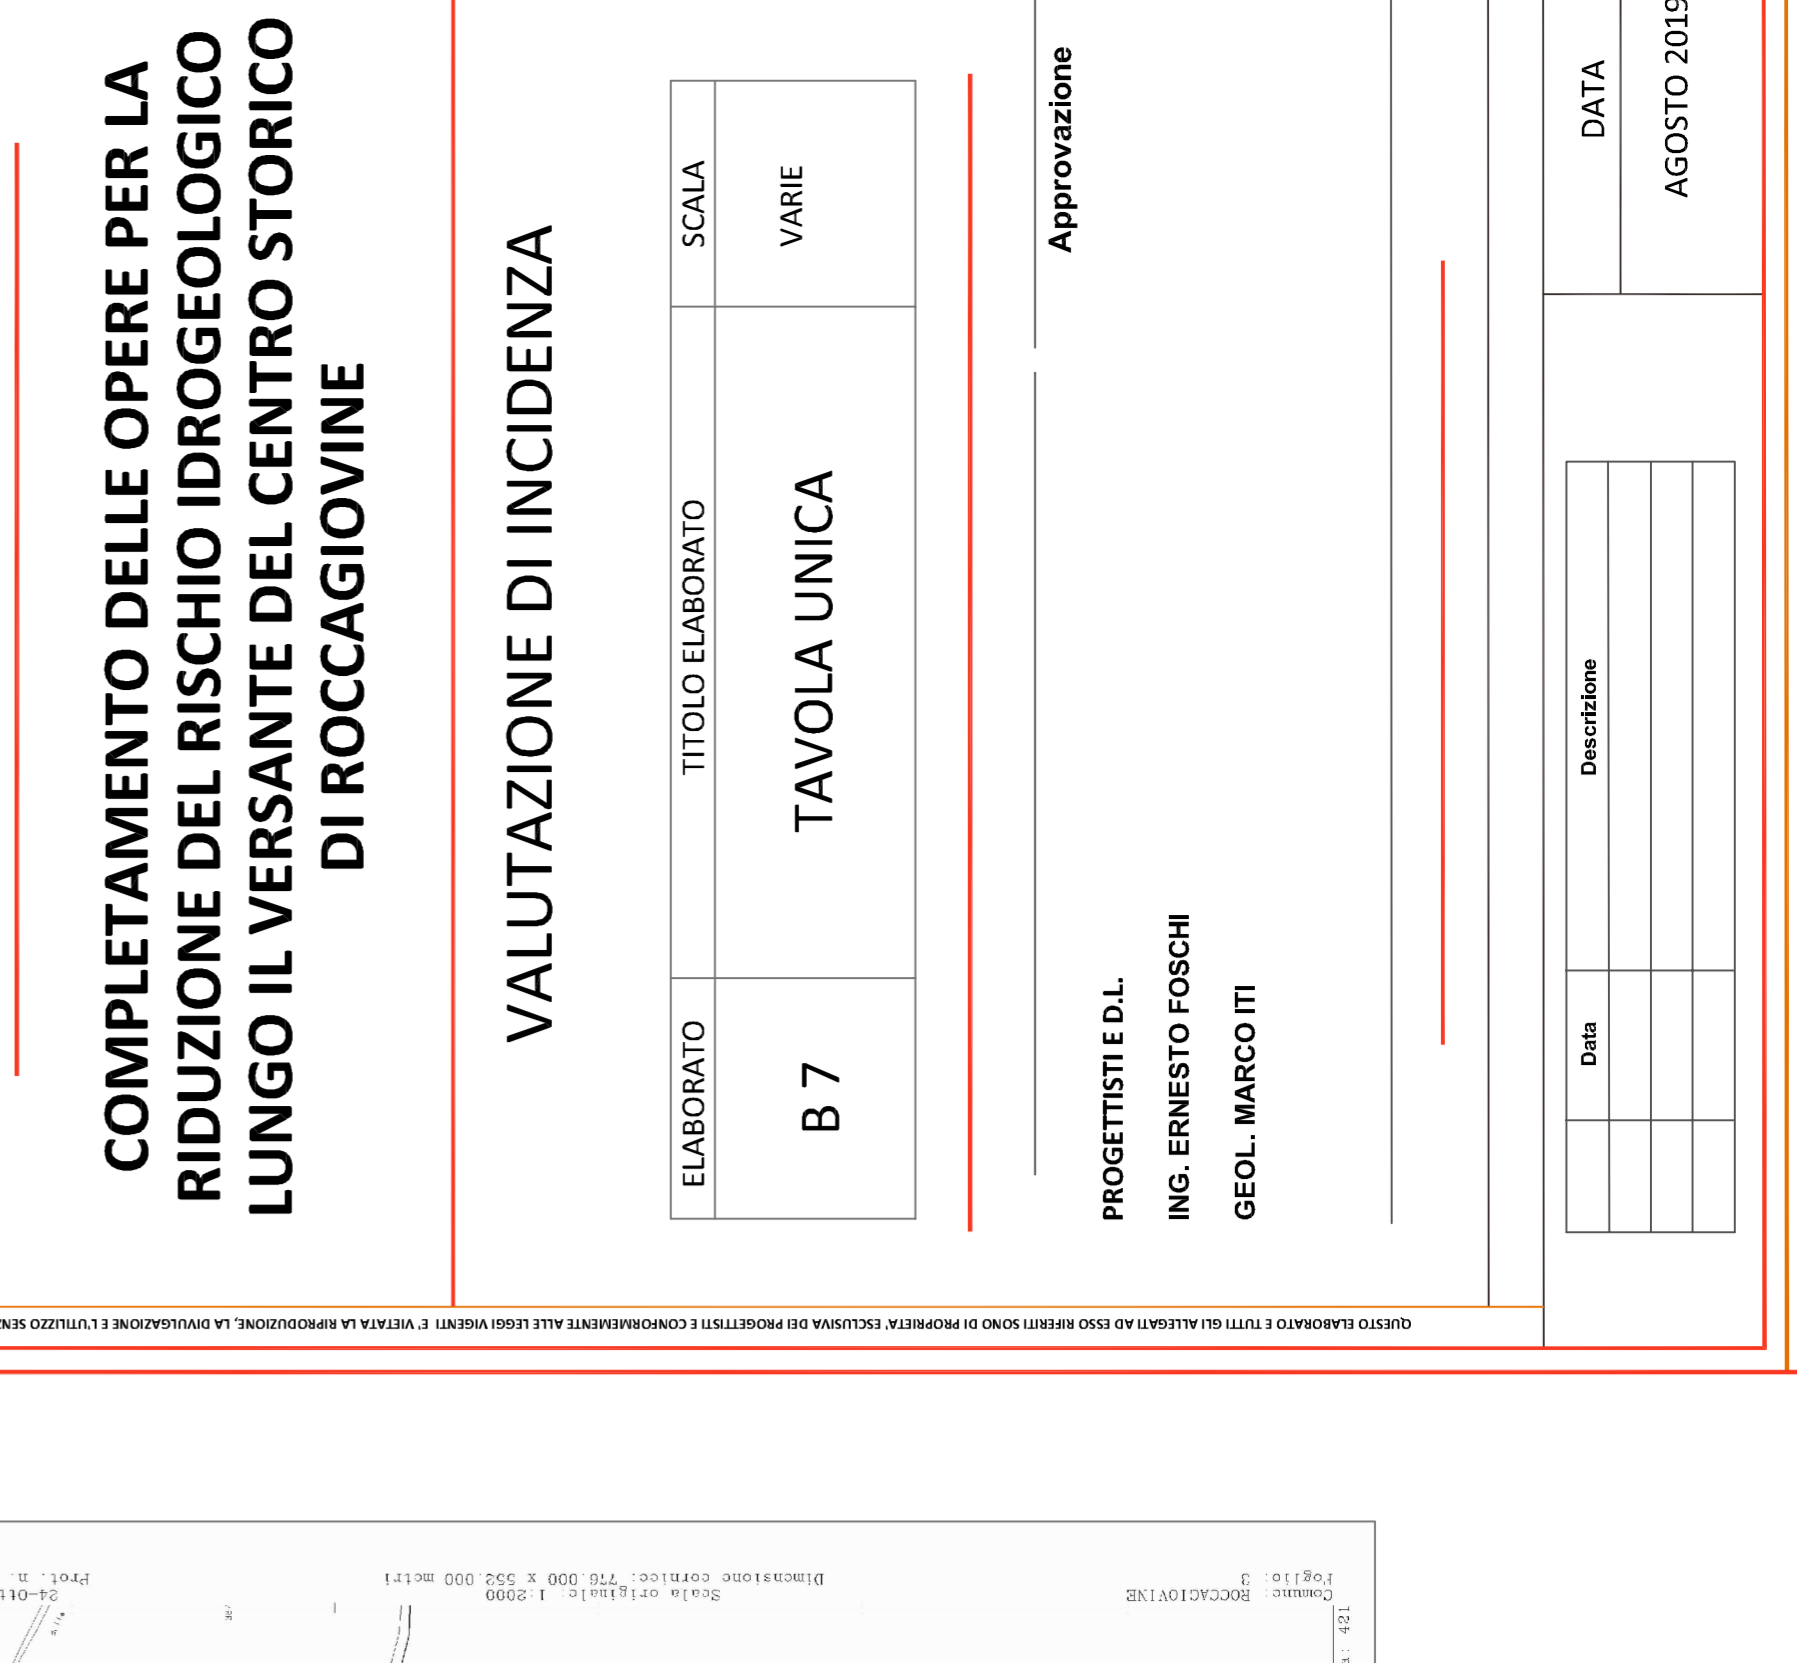 COMPLETAMENTO DELLE OPERE PER LA
RIDUZIONE DEL RISCHIO IDROGEOLOGICO
LUNGO IL VERSANTE DEL CENTRO STORICO
DI ROCCAGIOVINE
VALUTAZIONE DI INCIDENZA
ELABORATO TITOLO ELABORATO SCALA
B 7 TAVOLA UNICA VARIE
Approvazione
PROGETTISTI E D.L.
ING. ERNESTO FOSCHI
GEOL. MARCO ITI
Data Descrizione
DATA
AGOSTO 2019
QUESTO ELABORATO E TUTTI GLI ALLEGATI AD ESSO RIFERITI SONO DI PROPRIETA' ESCLUSIVA DEI PROGETTISTI E CONFORMEMENTE ALLE LEGGI VIGENTI E' VIETATA LA RIPRODUZIONE, LA DIVULGAZIONE E L'UTILIZZO
Comune: ROCCAGIOVINE
Foglio: 3
Scala originale: 1:2000
Dimensione cornice: 776.000 x 552.000 metri
Prot. n.
421